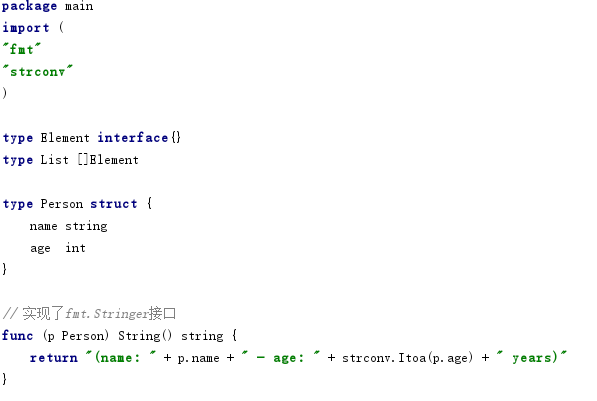 package main
import (
"fmt"
"strconv"
)
type Element interface{}
type List []Element
type Person struct {
    name string
    age  int
}
// 实现了fmt.Stringer接口
func (p Person) String() string {
    return "(name: " + p.name + " - age: " + strconv.Itoa(p.age) + " years)"
}